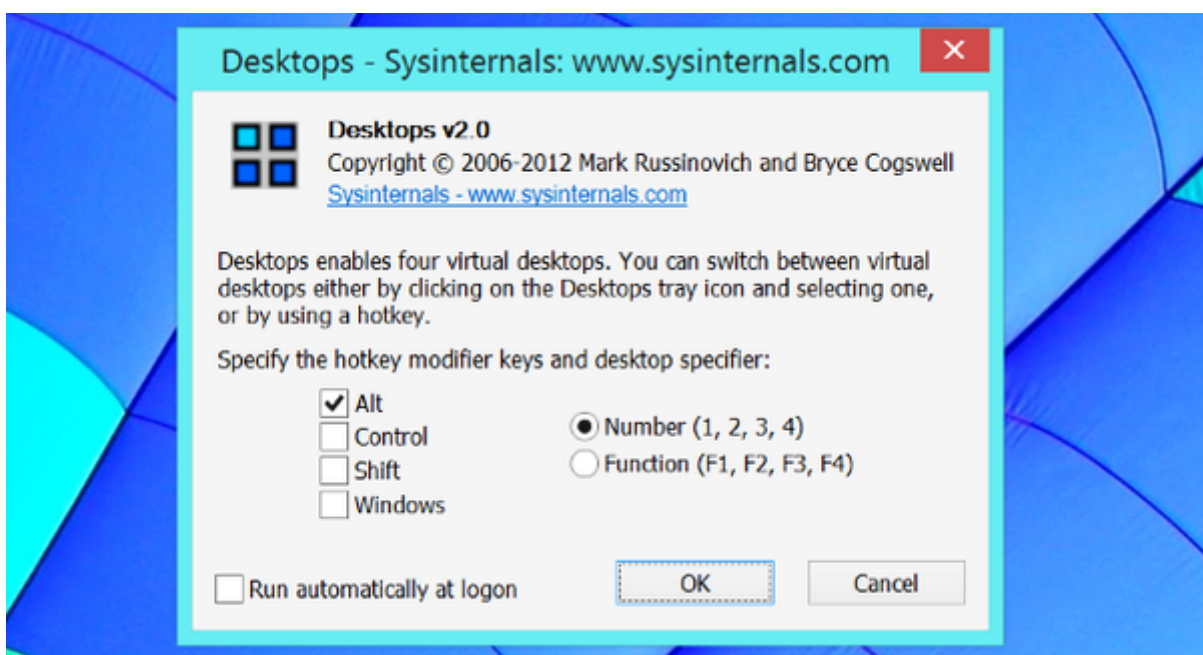 Desktops - Sysinternals: www.sysinternals.com
Desktops v2.0
Copyright © 2006-2012 Mark Russinovich and Bryce Cogswell
Sysinternals - www.sysinternals.com
Desktops enables four virtual desktops. You can switch between virtual
desktops either by clicking on the Desktops tray icon and selecting one,
or by using a hotkey.
Specify the hotkey modifier keys and desktop specifier:
Alt
Control
Shift
Windows
Number (1, 2, 3, 4)
Function (F1, F2, F3, F4)
Run automatically at logon
OK
Cancel